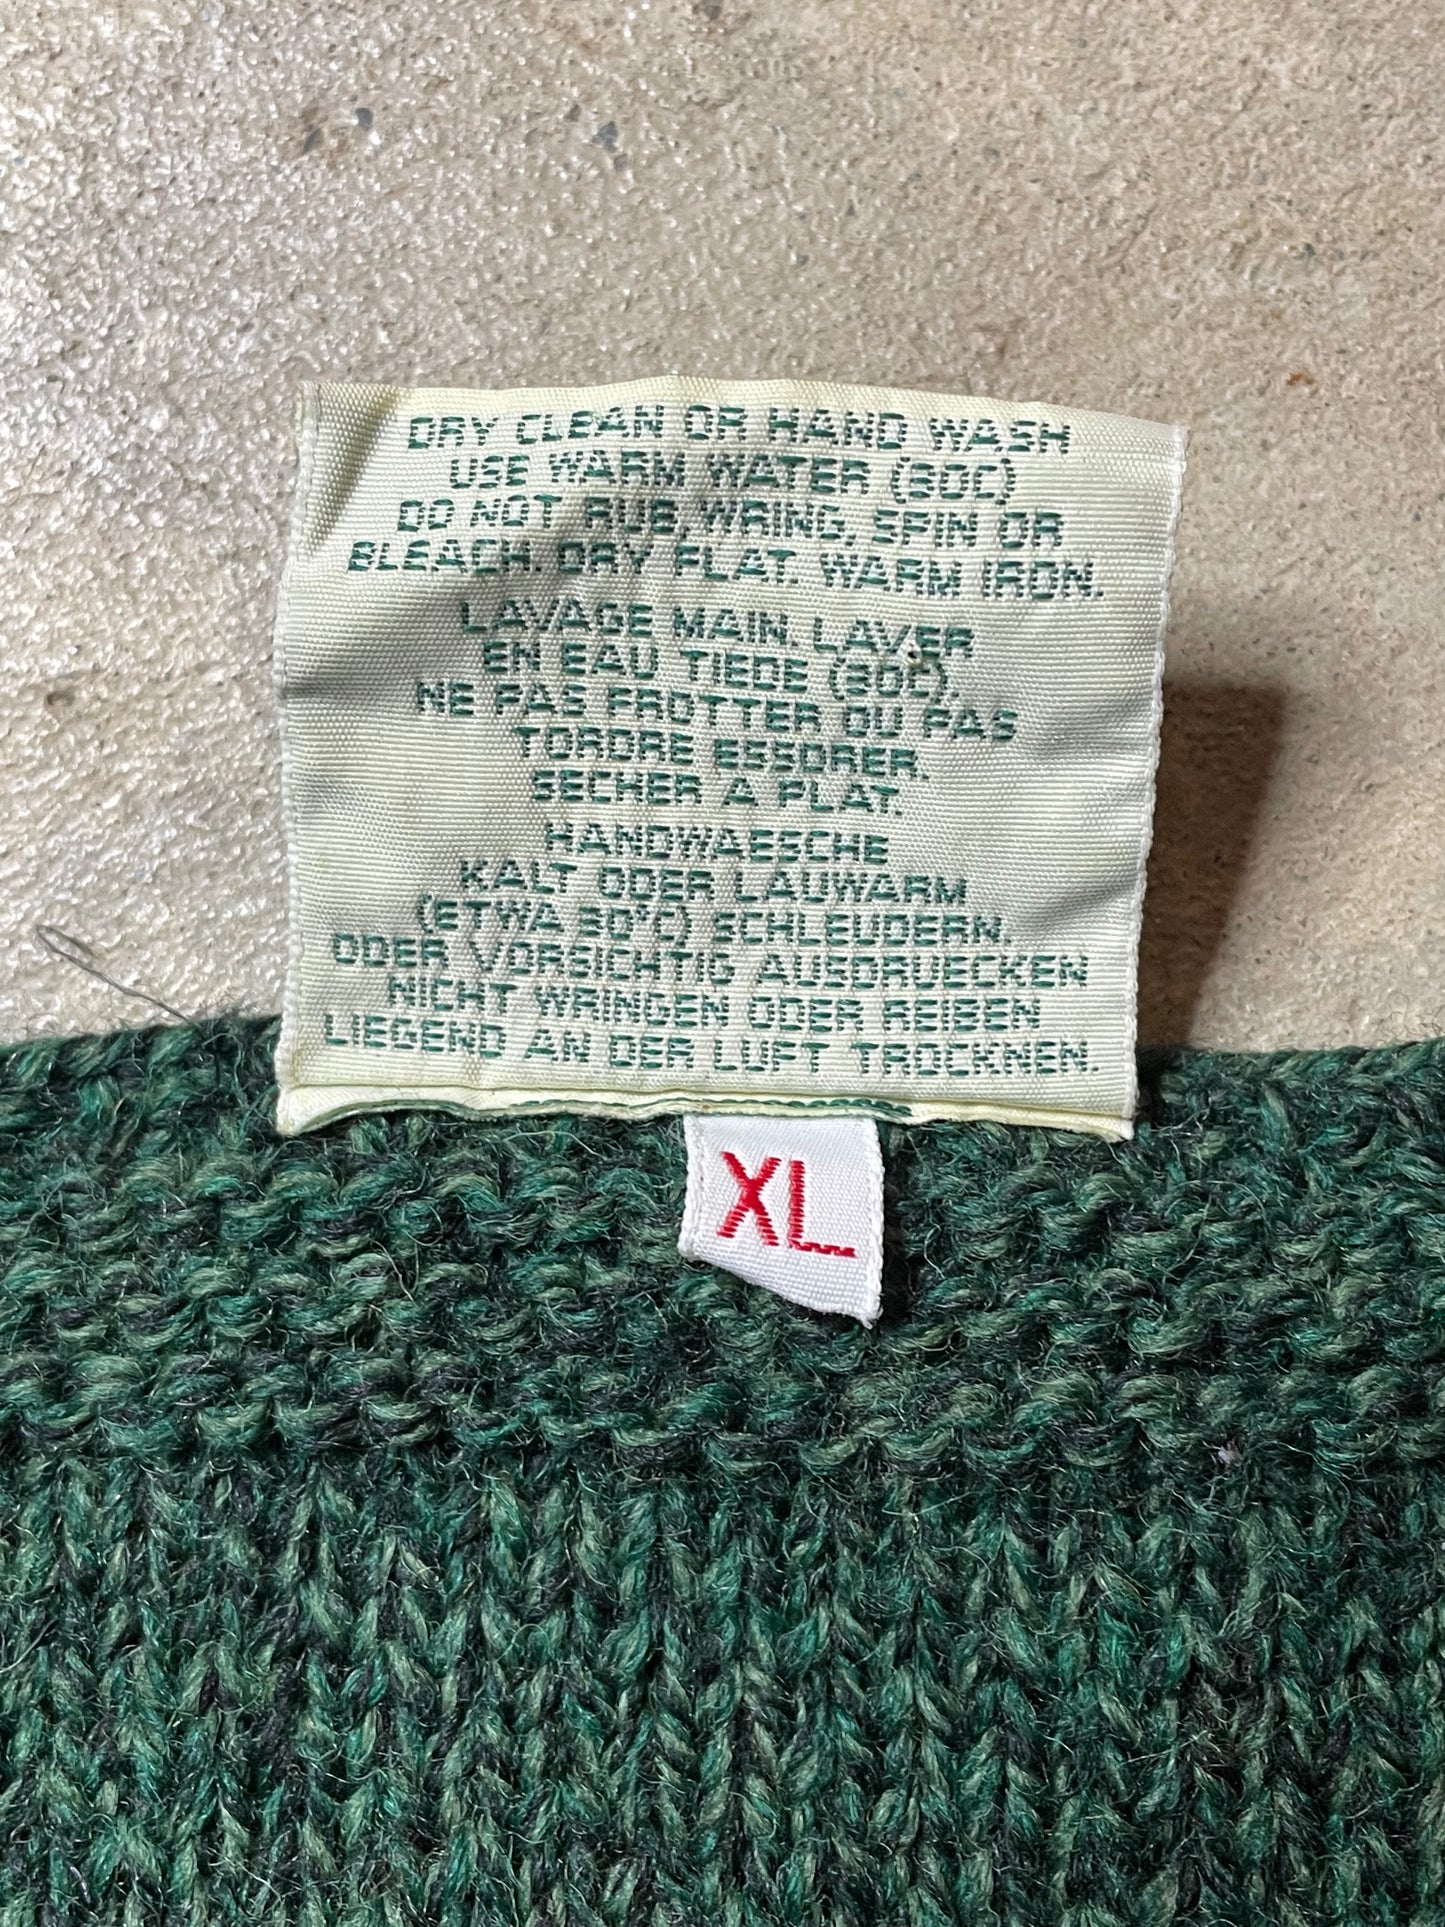 DRY CLEAN OR HAND WASH
USE WARM WATER (30C)
DO NOT RUB, WRING, SPIN OR
BLEACH. DRY FLAT. WARM IRON.
LAVAGE MAIN. LAVER
EN EAU TIEDE (30C).
NE PAS FROTTER OU PAS
TORDRE ESSORER.
SECHER A PLAT.
HANDWAESCHE
KALT ODER LAUWARM
(ETWA 30°C) SCHLEUDERN.
ODER VORSICHTIG AUSDRUECKEN
NICHT WRINGEN ODER REIBEN
LIEGEND AN DER LUFT TROCKNEN.
XL